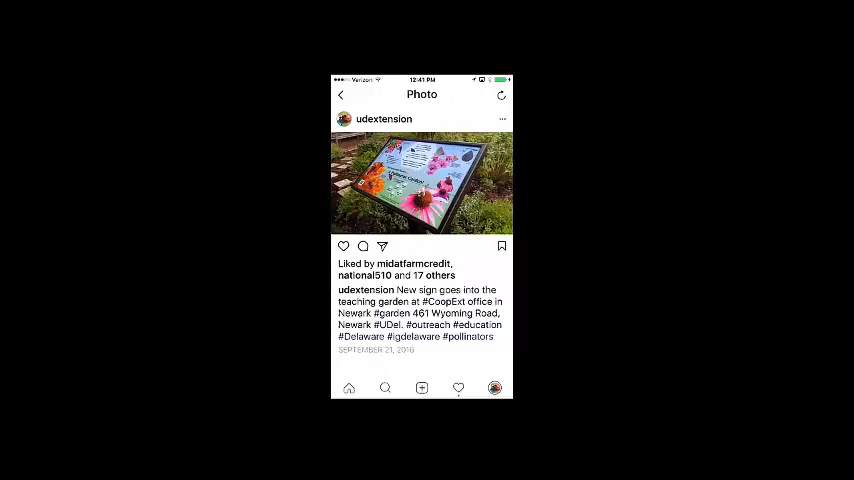 Verizon
12:41 PM
Photo
udextension
Liked by midatfarmcredit,
national510 and 17 others
udextension New sign goes into the
teaching garden at #CoopExt office in
Newark #garden 461 Wyoming Road,
Newark #UDel. #outreach #education
#Delaware #igdelaware #pollinators
SEPTEMBER 21, 2016